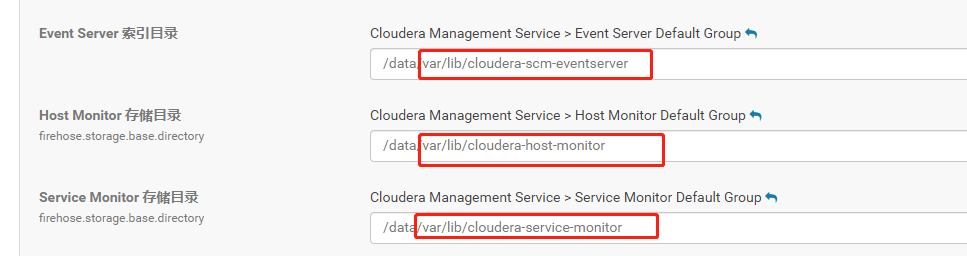 Event Server 索引目录
Cloudera Management Service > Event Server Default Group
/data/var/lib/cloudera-scm-eventserver
Host Monitor 存储目录
firehose.storage.base.directory
Cloudera Management Service > Host Monitor Default Group
/data/var/lib/cloudera-host-monitor
Service Monitor 存储目录
firehose.storage.base.directory
Cloudera Management Service > Service Monitor Default Group
/data/var/lib/cloudera-service-monitor